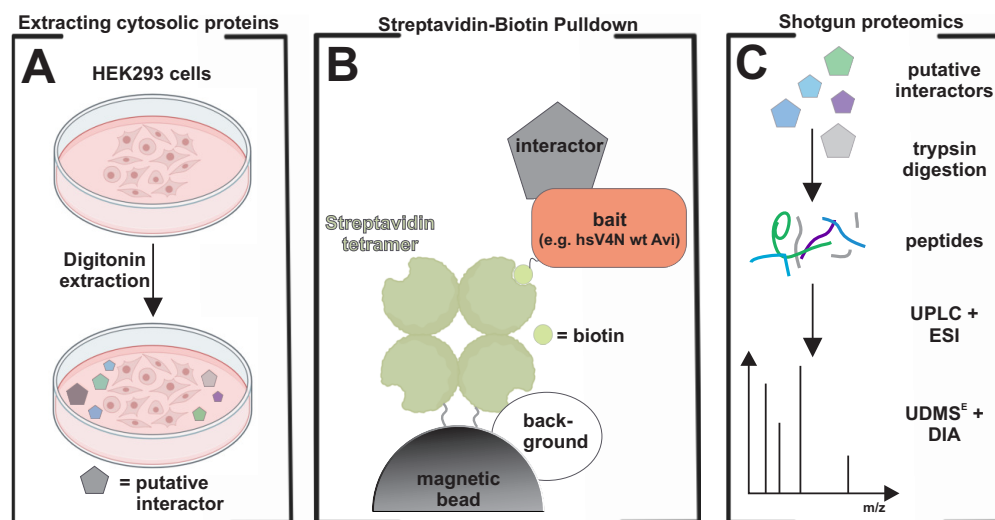 Extracting cytosolic proteins
A
HEK293 cells
Digitonin
extraction
= putative
interactor
Streptavidin-Biotin Pulldown
B
interactor
bait
(e.g. hsV4N wt Avi)
Streptavidin
tetramer
= biotin
back-
ground
magnetic
bead
Shotgun proteomics
C
putative
interactors
trypsin
digestion
peptides
UPLC +
ESI
UDMSᴱ +
DIA
m/z